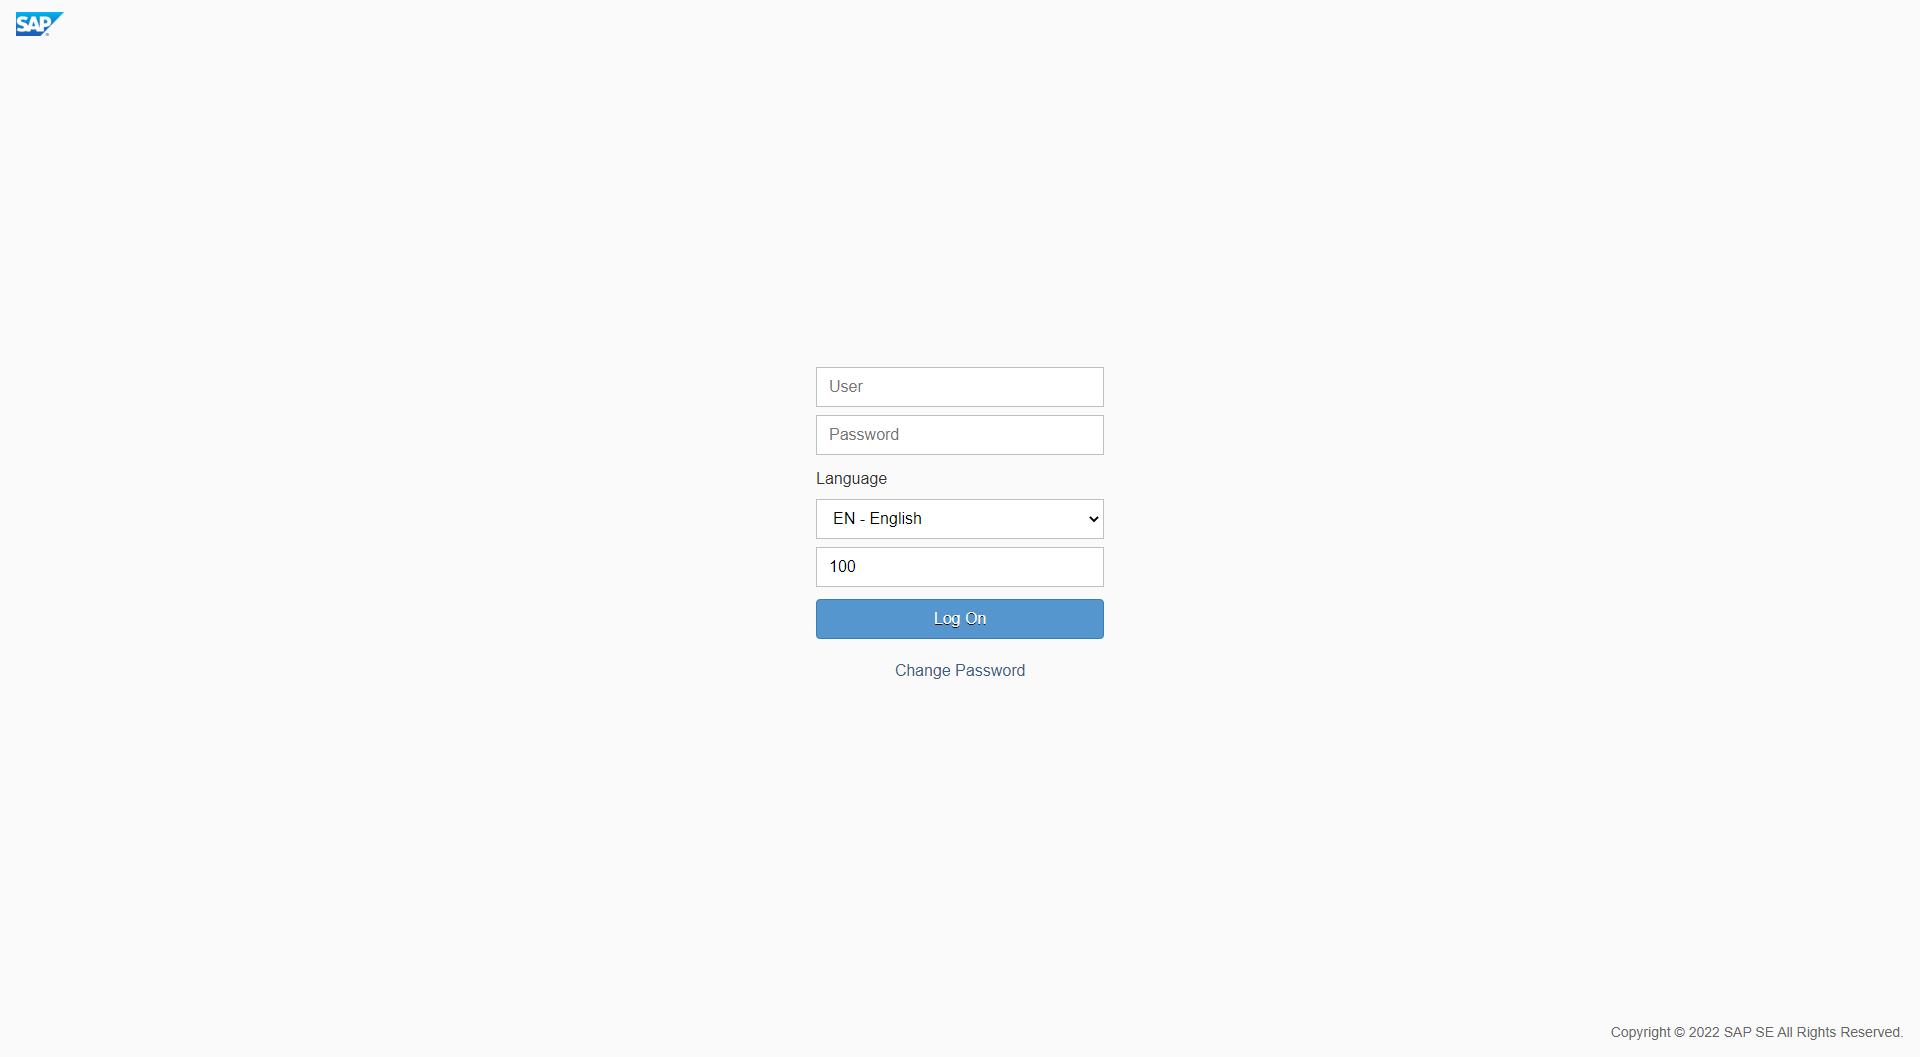 SAP
User
Password
Language
EN - English
100
Log On
Change Password
Copyright © 2022 SAP SE All Rights Reserved.